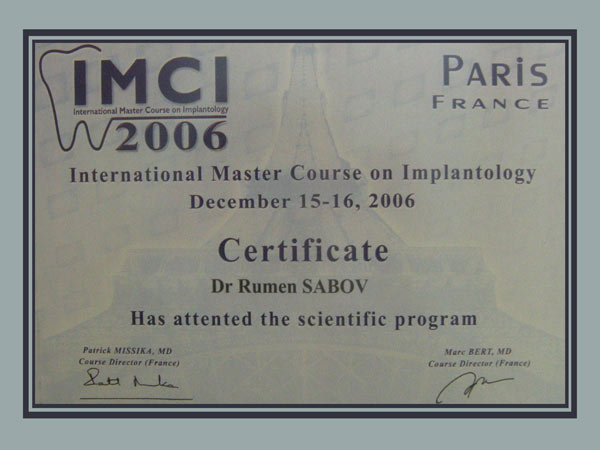 IMCI
International Master Course on Implantology
2006
PARiS
FRANCE
International Master Course on Implantology
December 15-16, 2006
Certificate
Dr Rumen SABOV
Has attented the scientific program
Patrick MISSIKA, MD
Course Director (France)
Marc BERT, MD
Course Director (France)